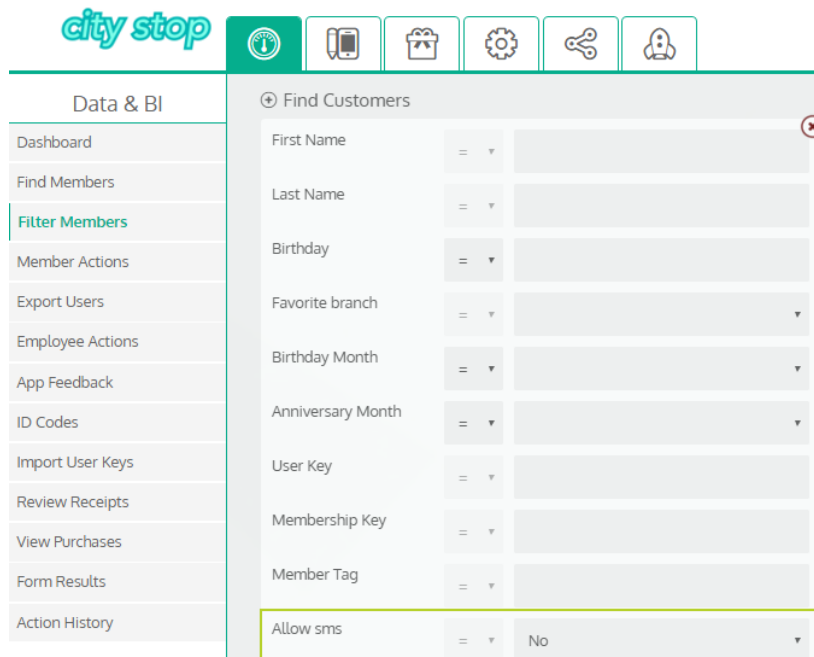 city stop
Data & BI
Dashboard
Find Members
Filter Members
Member Actions
Export Users
Employee Actions
App Feedback
ID Codes
Import User Keys
Review Receipts
View Purchases
Form Results
Action History
Find Customers
First Name =
Last Name =
Birthday =
Favorite branch =
Birthday Month =
Anniversary Month =
User Key =
Membership Key =
Member Tag =
Allow sms = No